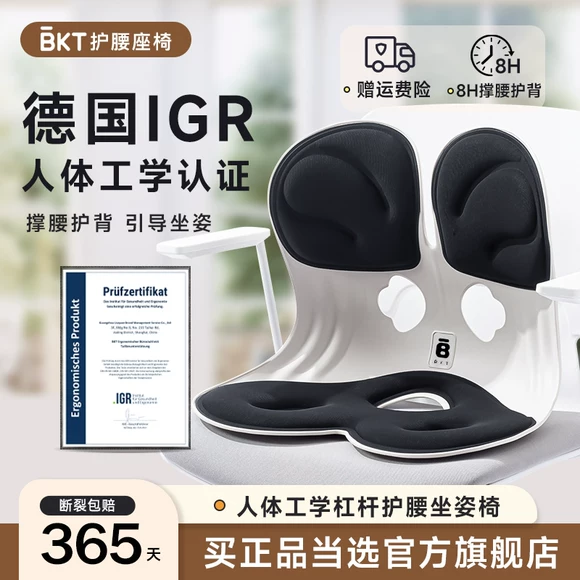 BKT护腰座椅
赠运费险
8H
8H撑腰护背
德国IGR
人体工学认证
撑腰护背 引导坐姿
Ergonomisches Produkt
Prüfzertifikat
IGR
B
断裂包赔
365天
人体工学杠杆护腰坐姿椅
买正品当选官方旗舰店